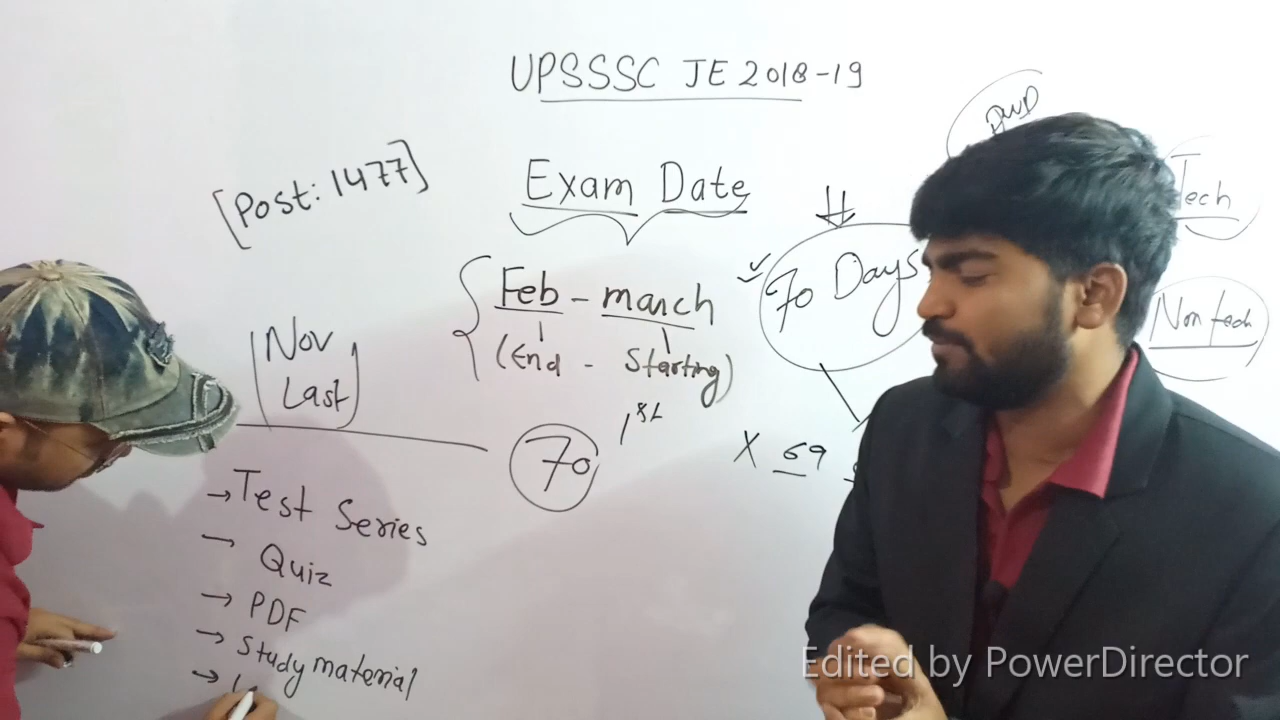 UPSSSC JE 2018-19
[Post: 1477]
Exam Date
Feb - march
(End - Starting)
1st
70
70 Days
X 69
PWD
Tech
Non tech
Nov
Last
→ Test Series
→ Quiz
→ PDF
→ Study material
→
Edited by PowerDirector